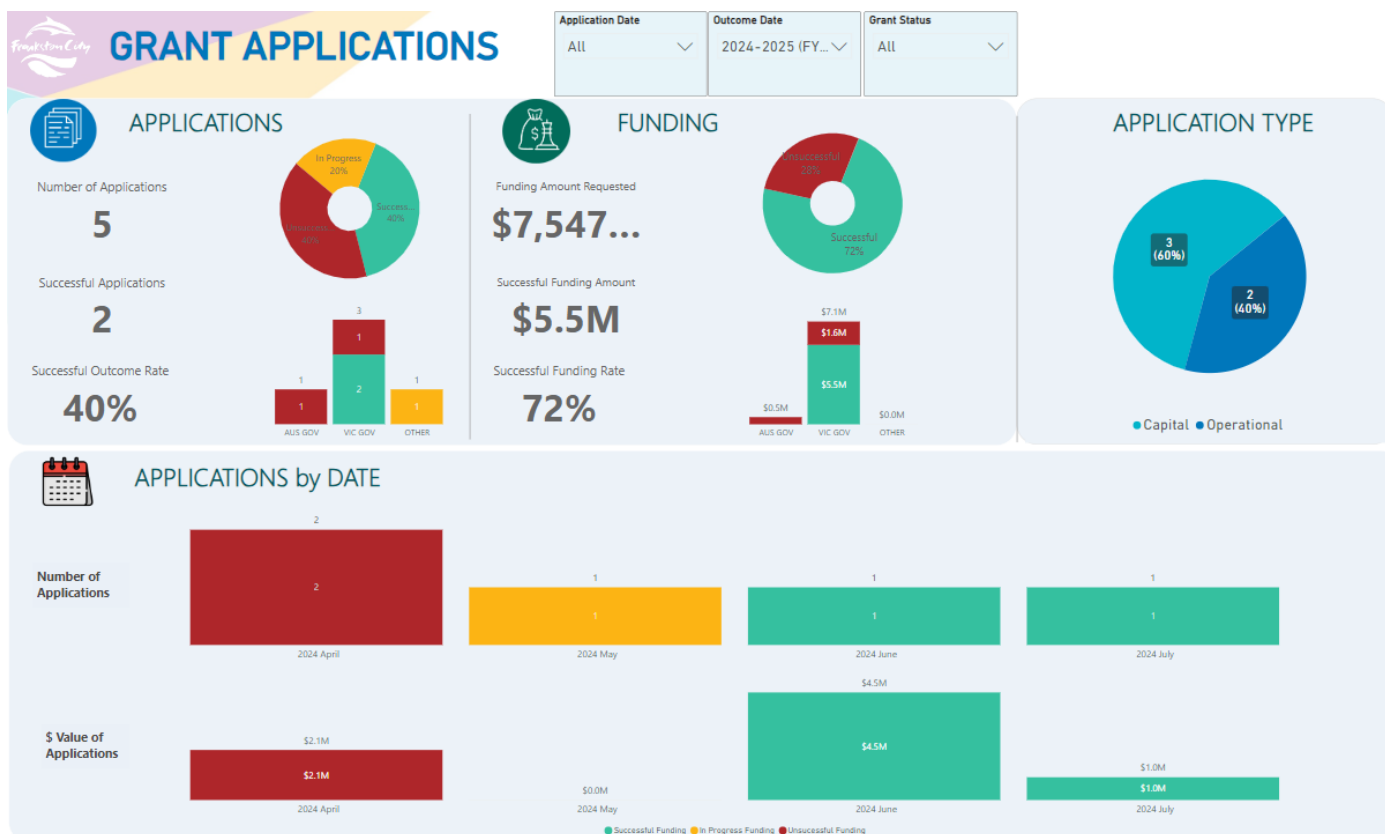 Frankston City
GRANT APPLICATIONS
Application Date
All
Outcome Date
2024-2025 (FY...
Grant Status
All
APPLICATIONS
Number of Applications
5
Successful Applications
2
Successful Outcome Rate
40%
In Progress
20%
Success...
40%
Unsucces...
40%
3
1
2
1
1
1
1
AUS GOV
VIC GOV
OTHER
FUNDING
Funding Amount Requested
$7,547...
Successful Funding Amount
$5.5M
Successful Funding Rate
72%
Unsuccessful
28%
Successful
72%
$7.1M
$1.6M
$5.5M
$0.5M
$0.0M
AUS GOV
VIC GOV
OTHER
APPLICATION TYPE
3
(60%)
2
(40%)
Capital
Operational
APPLICATIONS by DATE
Number of
Applications
2
2
2024 April
1
1
2024 May
1
1
2024 June
1
1
2024 July
$ Value of
Applications
$2.1M
$2.1M
2024 April
$0.0M
2024 May
$4.5M
$4.5M
2024 June
$1.0M
$1.0M
2024 July
Successful Funding
In Progress Funding
Unsucessful Funding